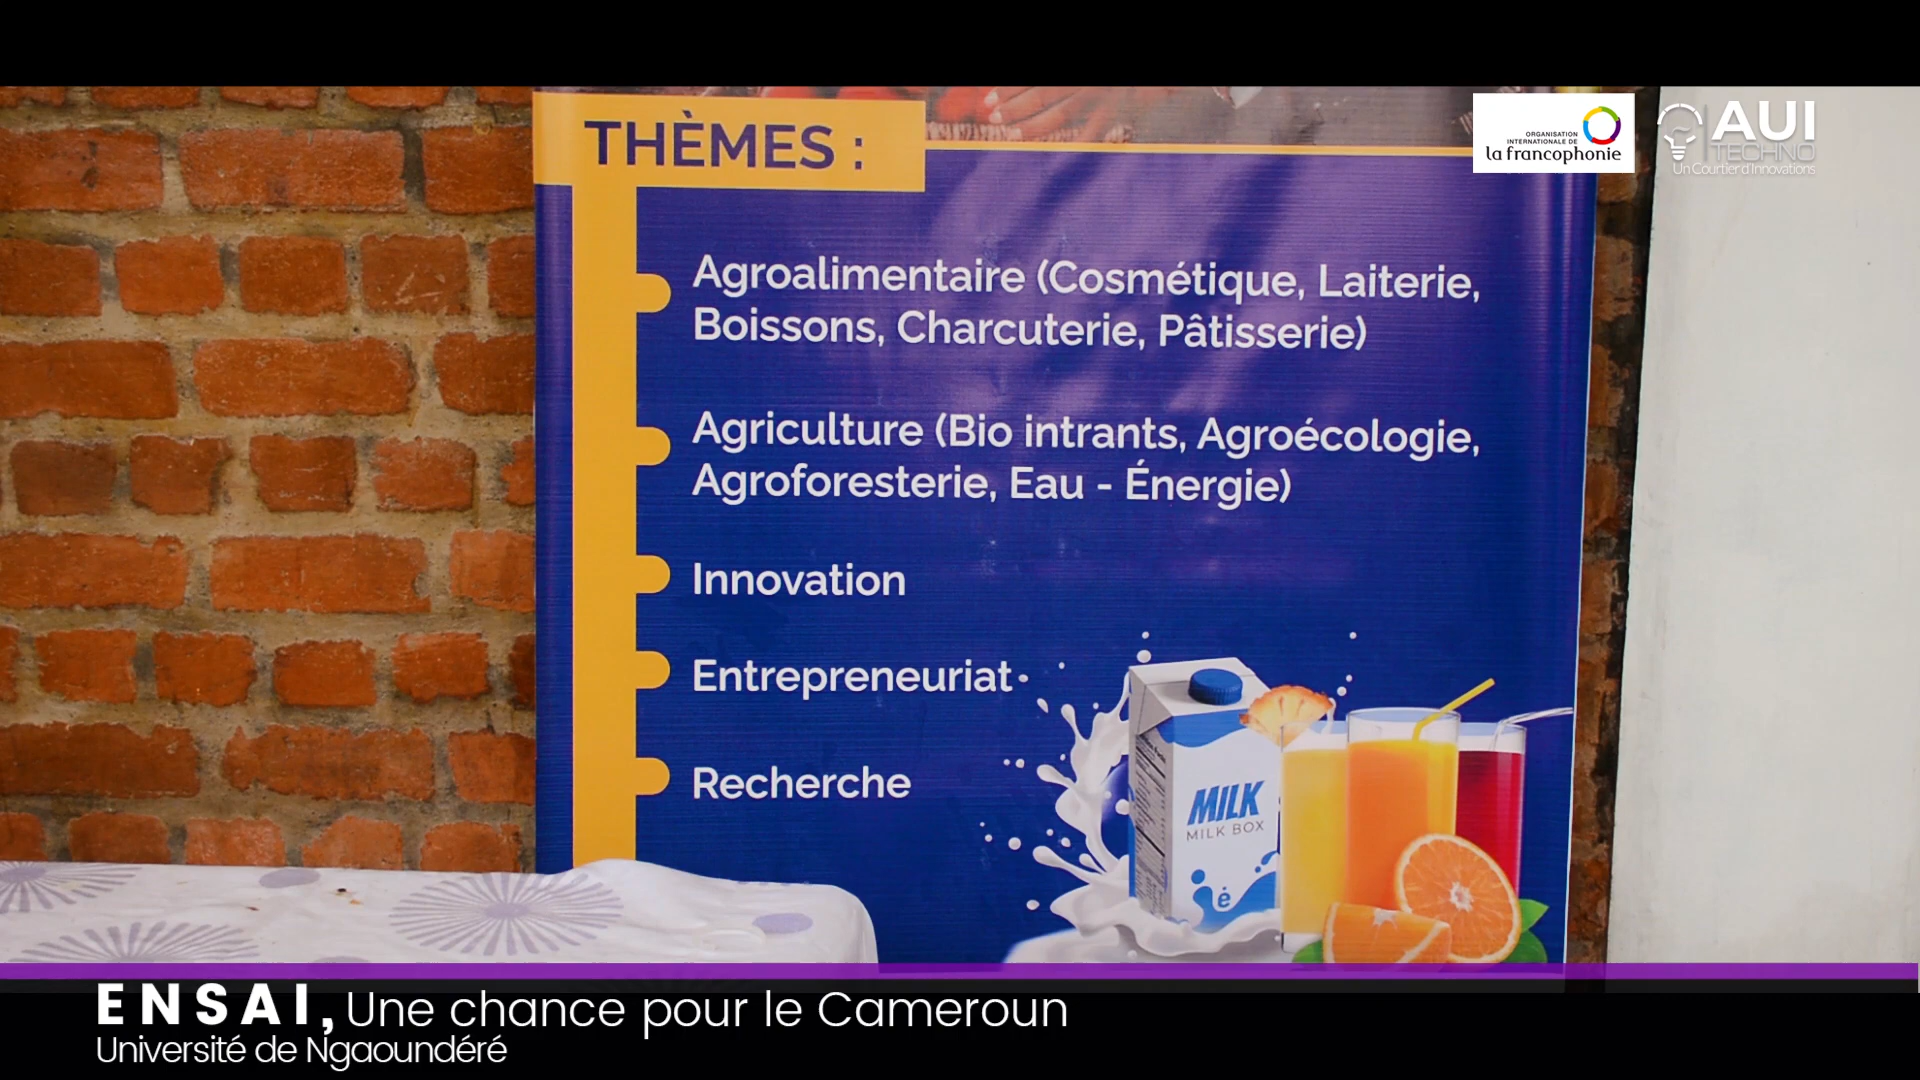 THÈMES :
ORGANISATION
INTERNATIONALE DE
la francophonie
AUI
TECHNO
Un Courtier d'Innovations
Agroalimentaire (Cosmétique, Laiterie,
Boissons, Charcuterie, Pâtisserie)
Agriculture (Bio intrants, Agroécologie,
Agroforesterie, Eau - Énergie)
Innovation
Entrepreneuriat
Recherche
MILK
MILK BOX
ENSAI, Une chance pour le Cameroun
Université de Ngaoundéré